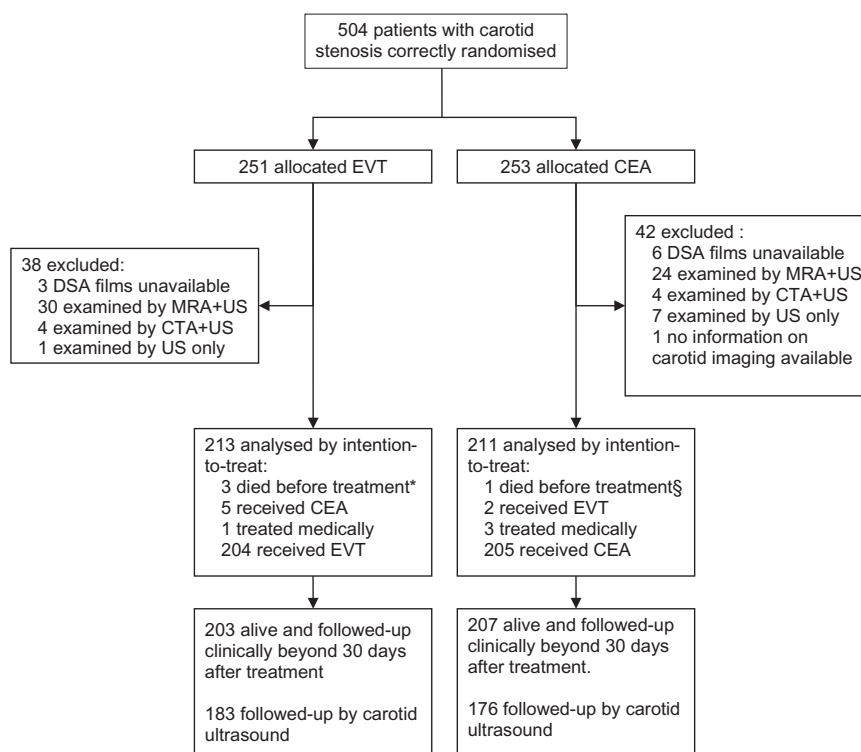 504 patients with carotid
stenosis correctly randomised
251 allocated EVT
253 allocated CEA
38 excluded:
3 DSA films unavailable
30 examined by MRA+US
4 examined by CTA+US
1 examined by US only
42 excluded :
6 DSA films unavailable
24 examined by MRA+US
4 examined by CTA+US
7 examined by US only
1 no information on
carotid imaging available
213 analysed by intention-
to-treat:
3 died before treatment*
5 received CEA
1 treated medically
204 received EVT
211 analysed by intention-
to-treat:
1 died before treatment§
2 received EVT
3 treated medically
205 received CEA
203 alive and followed-up
clinically beyond 30 days
after treatment
183 followed-up by carotid
ultrasound
207 alive and followed-up
clinically beyond 30 days
after treatment.
176 followed-up by carotid
ultrasound